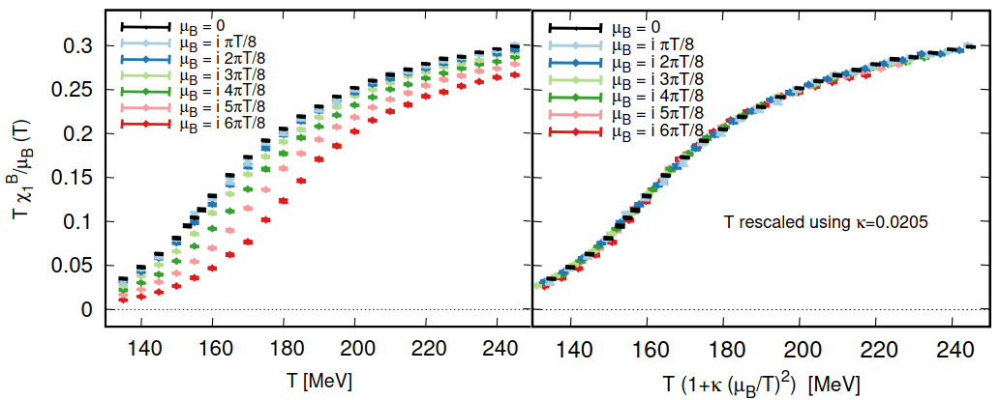 μB = 0
μB = i πT/8
μB = i 2πT/8
μB = i 3πT/8
μB = i 4πT/8
μB = i 5πT/8
μB = i 6πT/8
0.3
0.25
0.2
0.15
0.1
0.05
0
T χ1^B/μB (T)
140 160 180 200 220 240
T [MeV]
μB = 0
μB = i πT/8
μB = i 2πT/8
μB = i 3πT/8
μB = i 4πT/8
μB = i 5πT/8
μB = i 6πT/8
T rescaled using κ=0.0205
140 160 180 200 220 240
T (1+κ (μB/T)^2) [MeV]